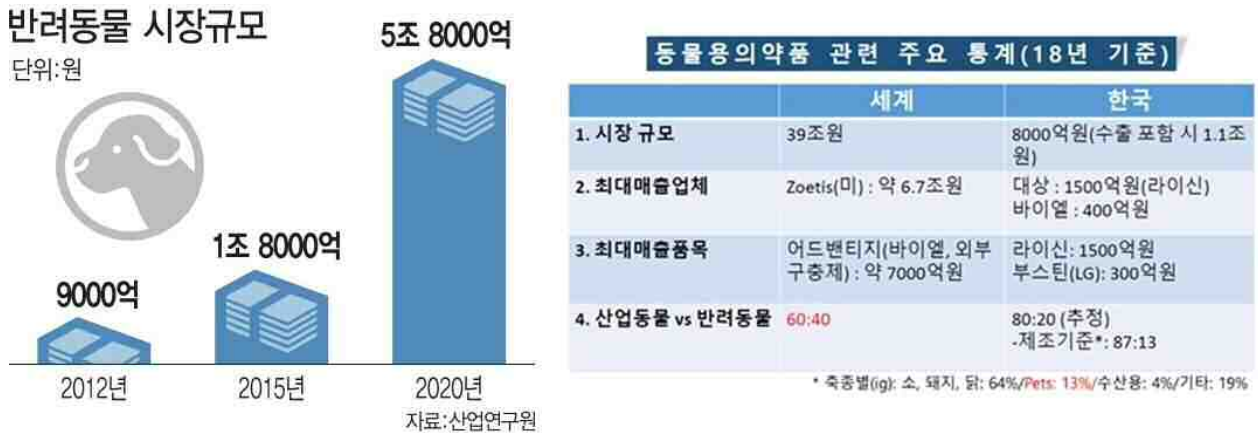 반려동물 시장규모
단위:원
9000억
1조 8000억
5조 8000억
2012년
2015년
2020년
자료:산업연구원
동물용의약품 관련 주요 통계(18년 기준)
세계 한국
1. 시장 규모 39조원 8000억원(수출 포함 시 1.1조
원)
2. 최대매출업체 Zoetis(미) : 약 6.7조원 대상 : 1500억원(라이신)
바이엘 : 400억원
3. 최대매출품목 어드밴티지(바이엘, 외부 라이신: 1500억원
구충제) : 약 7000억원 부스틴(LG): 300억원
4. 산업동물 vs 반려동물 60:40 80:20 (추정)
-제조기준*: 87:13
* 축종별(ig): 소, 돼지, 닭: 64%/Pets: 13%/수산용: 4%/기타: 19%